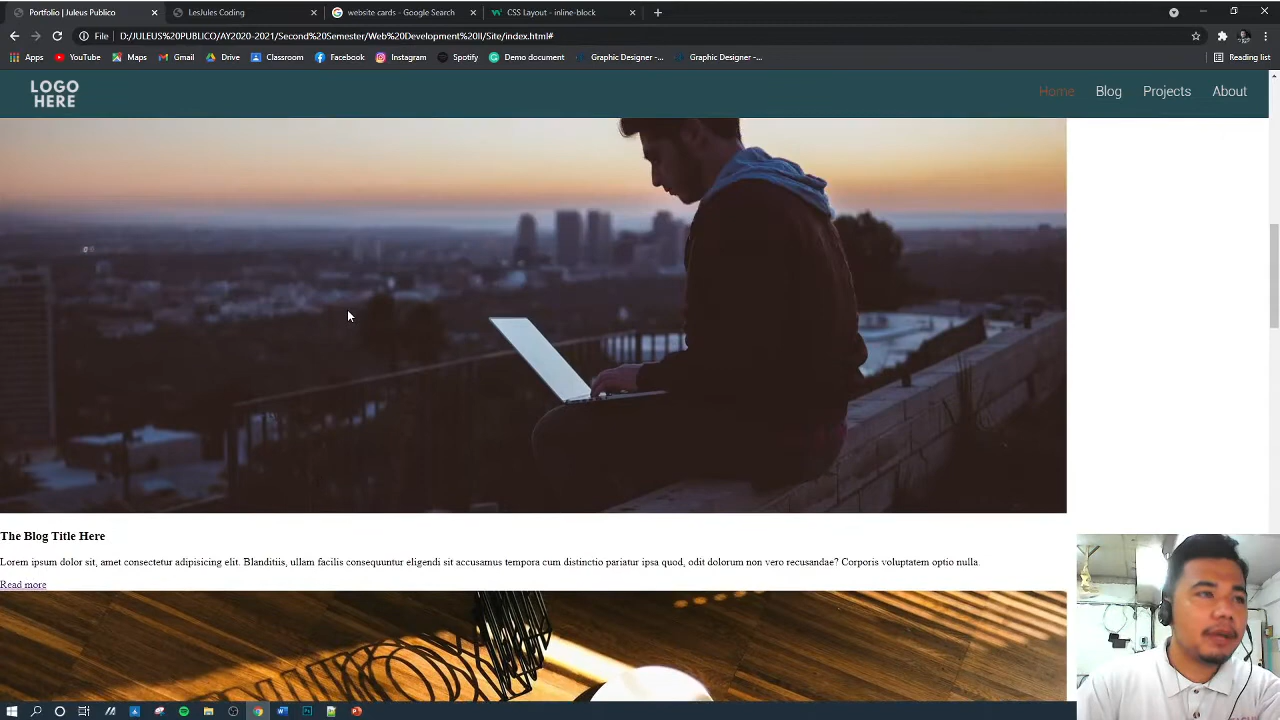 Portfolio | Juleus Publico
LesJules Coding
website cards - Google Search
CSS Layout - inline-block
File
D:/JULEUS%20PUBLICO/AY2020-2021/Second%20Semester/Web%20Development%20II/Site/index.html#
Apps
YouTube
Maps
Gmail
Drive
Classroom
Facebook
Instagram
Spotify
Demo document
Graphic Designer -...
Graphic Designer -...
Reading list
LOGO
HERE
Home
Blog
Projects
About
The Blog Title Here
Lorem ipsum dolor sit, amet consectetur adipisicing elit. Blanditiis, ullam facilis consequuntur eligendi sit accusamus tempora cum distinctio pariatur ipsa quod, odit dolorum non vero recusandae? Corporis voluptatem optio nulla.
Read more